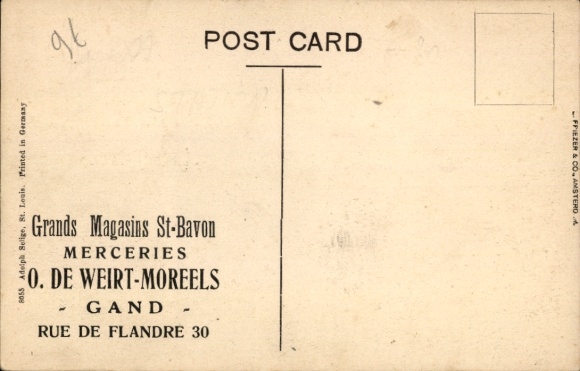 96
POST CARD
8655 Adolph Selige, St. Louis. Printed in Germany
Grands Magasins St-Bavon
MERCERIES
O. DE WEIRT-MOREELS
- GAND -
RUE DE FLANDRE 30
& CO., AMSTERD